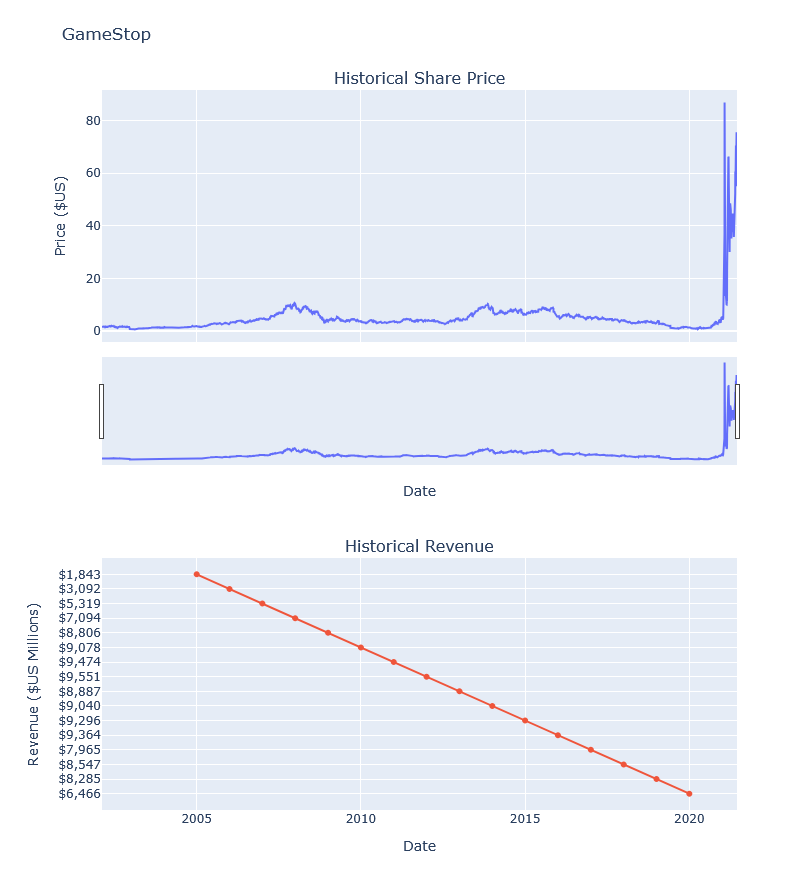 GameStop
Historical Share Price
Price ($US)
80
60
40
20
0
Date
Historical Revenue
Revenue ($US Millions)
$1,843
$3,092
$5,319
$7,094
$8,806
$9,078
$9,474
$9,551
$8,887
$9,040
$9,296
$9,364
$7,965
$8,547
$8,285
$6,466
2005 2010 2015 2020
Date